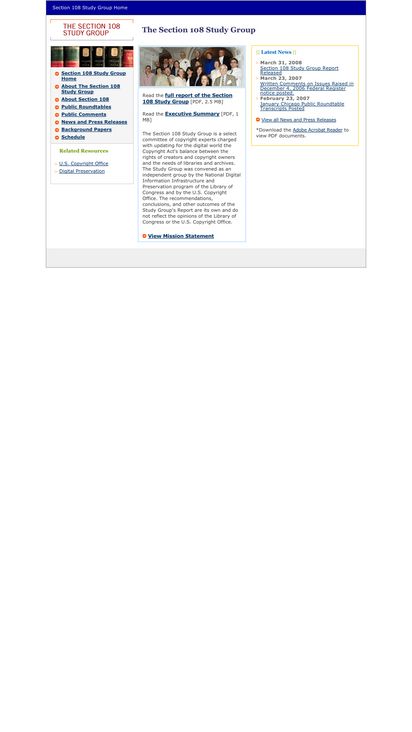 Section 108 Study Group Home
THE SECTION 108
STUDY GROUP
Section 108 Study Group
Home
About The Section 108
Study Group
About Section 108
Public Roundtables
Public Comments
News and Press Releases
Background Papers
Schedule
Related Resources
U.S. Copyright Office
Digital Preservation
The Section 108 Study Group
Read the full report of the Section
108 Study Group [PDF, 2.5 MB]
Read the Executive Summary [PDF, 1
MB]
The Section 108 Study Group is a select
committee of copyright experts charged
with updating for the digital world the
Copyright Act's balance between the
rights of creators and copyright owners
and the needs of libraries and archives.
The Study Group was convened as an
independent group by the National Digital
Information Infrastructure and
Preservation program of the Library of
Congress and by the U.S. Copyright
Office. The recommendations,
conclusions, and other outcomes of the
Study Group's Report are its own and do
not reflect the opinions of the Library of
Congress or the U.S. Copyright Office.
View Mission Statement
:: Latest News ::
March 31, 2008
Section 108 Study Group Report
Released
March 23, 2007
Written Comments on Issues Raised in
December 4, 2006 Federal Register
notice posted.
February 23, 2007
January Chicago Public Roundtable
Transcripts Posted
View all News and Press Releases
*Download the Adobe Acrobat Reader to
view PDF documents.